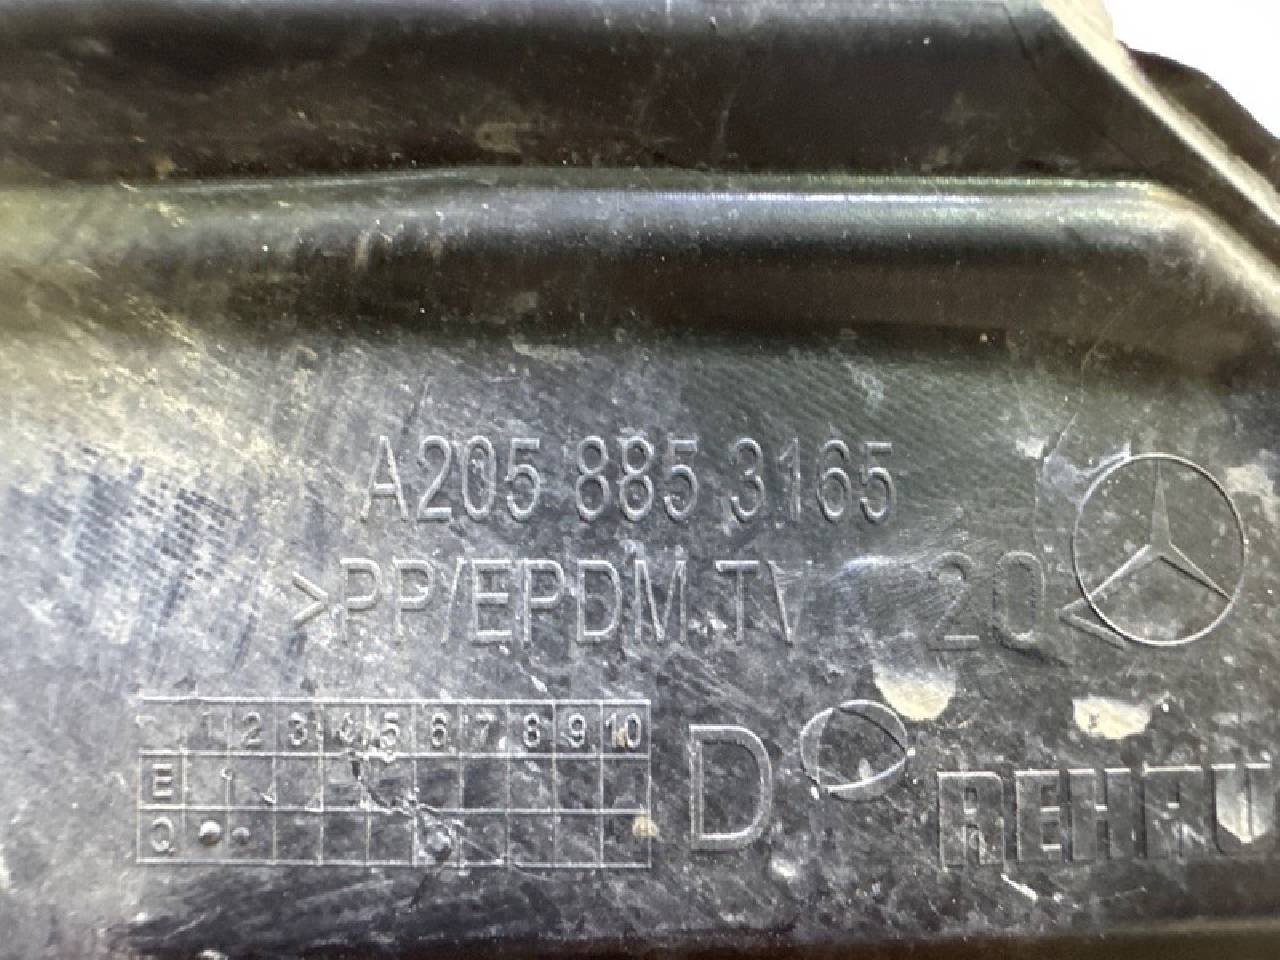 A205 885 3165
>PP/EPDM TV 20<
1 2 3 4 5 6 7 8 9 10
E
Q
D
REHAU